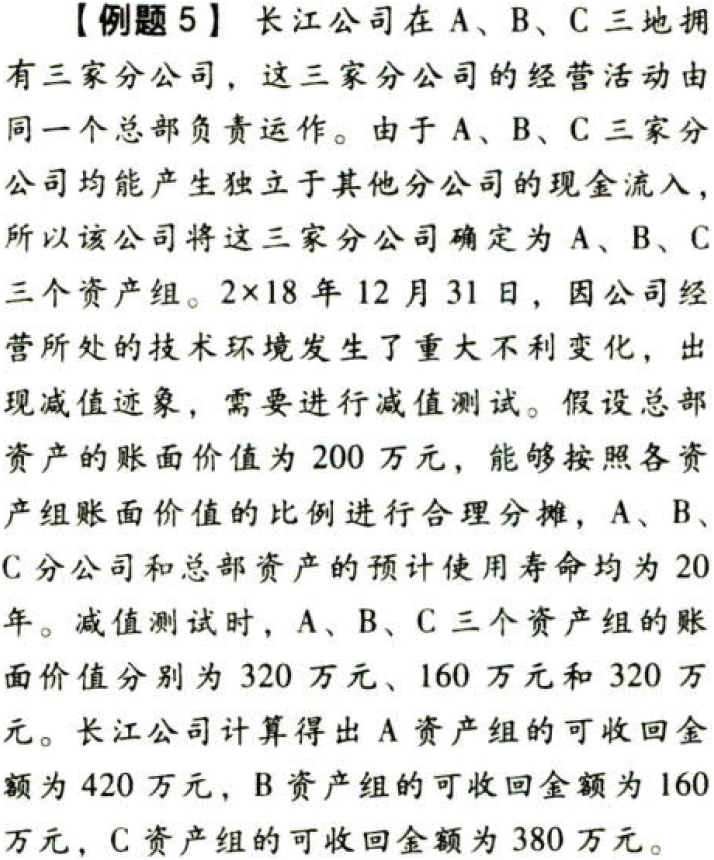 【例题5】 长江公司在 A、B、C 三地拥
有三家分公司，这三家分公司的经营活动由
同一个总部负责运作。由于 A、B、C 三家分
公司均能产生独立于其他分公司的现金流入，
所以该公司将这三家分公司确定为 A、B、C
三个资产组。2×18 年 12 月 31 日，因公司经
营所处的技术环境发生了重大不利变化，出
现减值迹象，需要进行减值测试。假设总部
资产的账面价值为 200 万元，能够按照各资
产组账面价值的比例进行合理分摊，A、B、
C 分公司和总部资产的预计使用寿命均为 20
年。减值测试时，A、B、C 三个资产组的账
面价值分别为 320 万元、160 万元和 320 万
元。长江公司计算得出 A 资产组的可收回金
额为 420 万元，B 资产组的可收回金额为 160
万元，C 资产组的可收回金额为 380 万元。